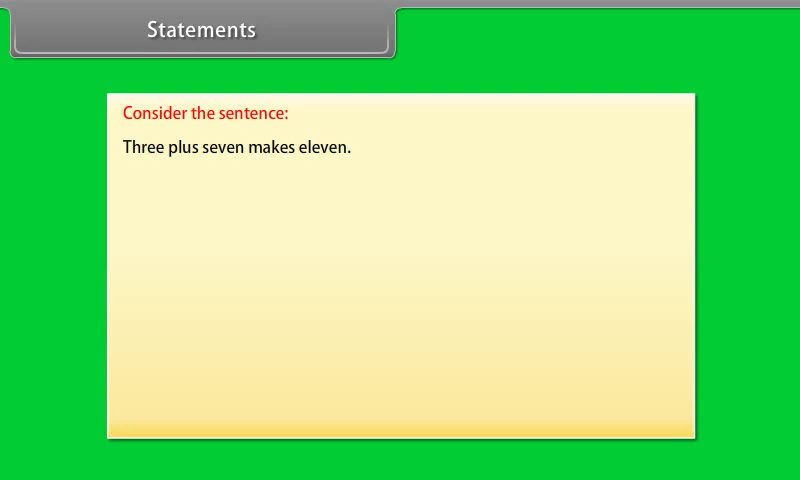 Statements
Consider the sentence:
Three plus seven makes eleven.